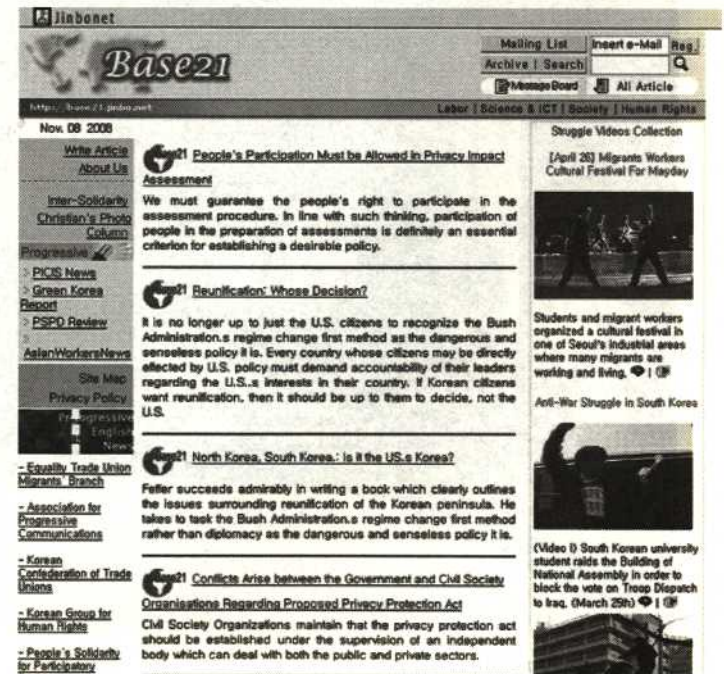 Jinbonet
Base21
Mailing List
Insert e-Mail
Reg.
Archive | Search
Message Board
All Article
http://base21.jinbo.net
Labor | Science & ICT | Society | Human Rights
Nov. 08 2008
Write Article
About Us
Inter-Solidarity
Christian's Photo
Column
Progressive
> PICIS News
> Green Korea
Report
> PSPD Review
>
AsianWorkersNews
Site Map
Privacy Policy
Progressive
English
News
- Equality Trade Union
Migrants' Branch
- Association for
Progressive
Communications
- Korean
Confederation of Trade
Unions
- Korean Group for
Human Rights
- People's Solidarity
for Participatory
People's Participation Must be Allowed in Privacy Impact
Assessment
We must guarantee the people's right to participate in the
assessment procedure. In line with such thinking, participation of
people in the preparation of assessments is definitely an essential
criterion for establishing a desirable policy.
Reunification: Whose Decision?
It is no longer up to just the U.S. citizens to recognize the Bush
Administration.s regime change first method as the dangerous and
senseless policy it is. Every country whose citizens may be directly
effected by U.S. policy must demand accountability of their leaders
regarding the U.S..s interests in their country. If Korean citizens
want reunification, then it should be up to them to decide, not the
U.S.
North Korea, South Korea.: Is it the US.s Korea?
Feffer succeeds admirably in writing a book which clearly outlines
the issues surrounding reunification of the Korean peninsula. He
takes to task the Bush Administration.s regime change first method
rather than diplomacy as the dangerous and senseless policy it is.
Conflicts Arise between the Government and Civil Society
Organisations Regarding Proposed Privacy Protection Act
Civil Society Organizations maintain that the privacy protection act
should be established under the supervision of an independent
body which can deal with both the public and private sectors.
Struggle Videos Collection
[April 26] Migrants Workers
Cultural Festival For Mayday
Students and migrant workers
organized a cultural festival in
one of Seoul's industrial areas
where many migrants are
working and living. |
Anti-War Struggle in South Korea
(Video I) South Korean university
student raids the Building of
National Assembly in order to
block the vote on Troop Dispatch
to Iraq. (March 25th) |